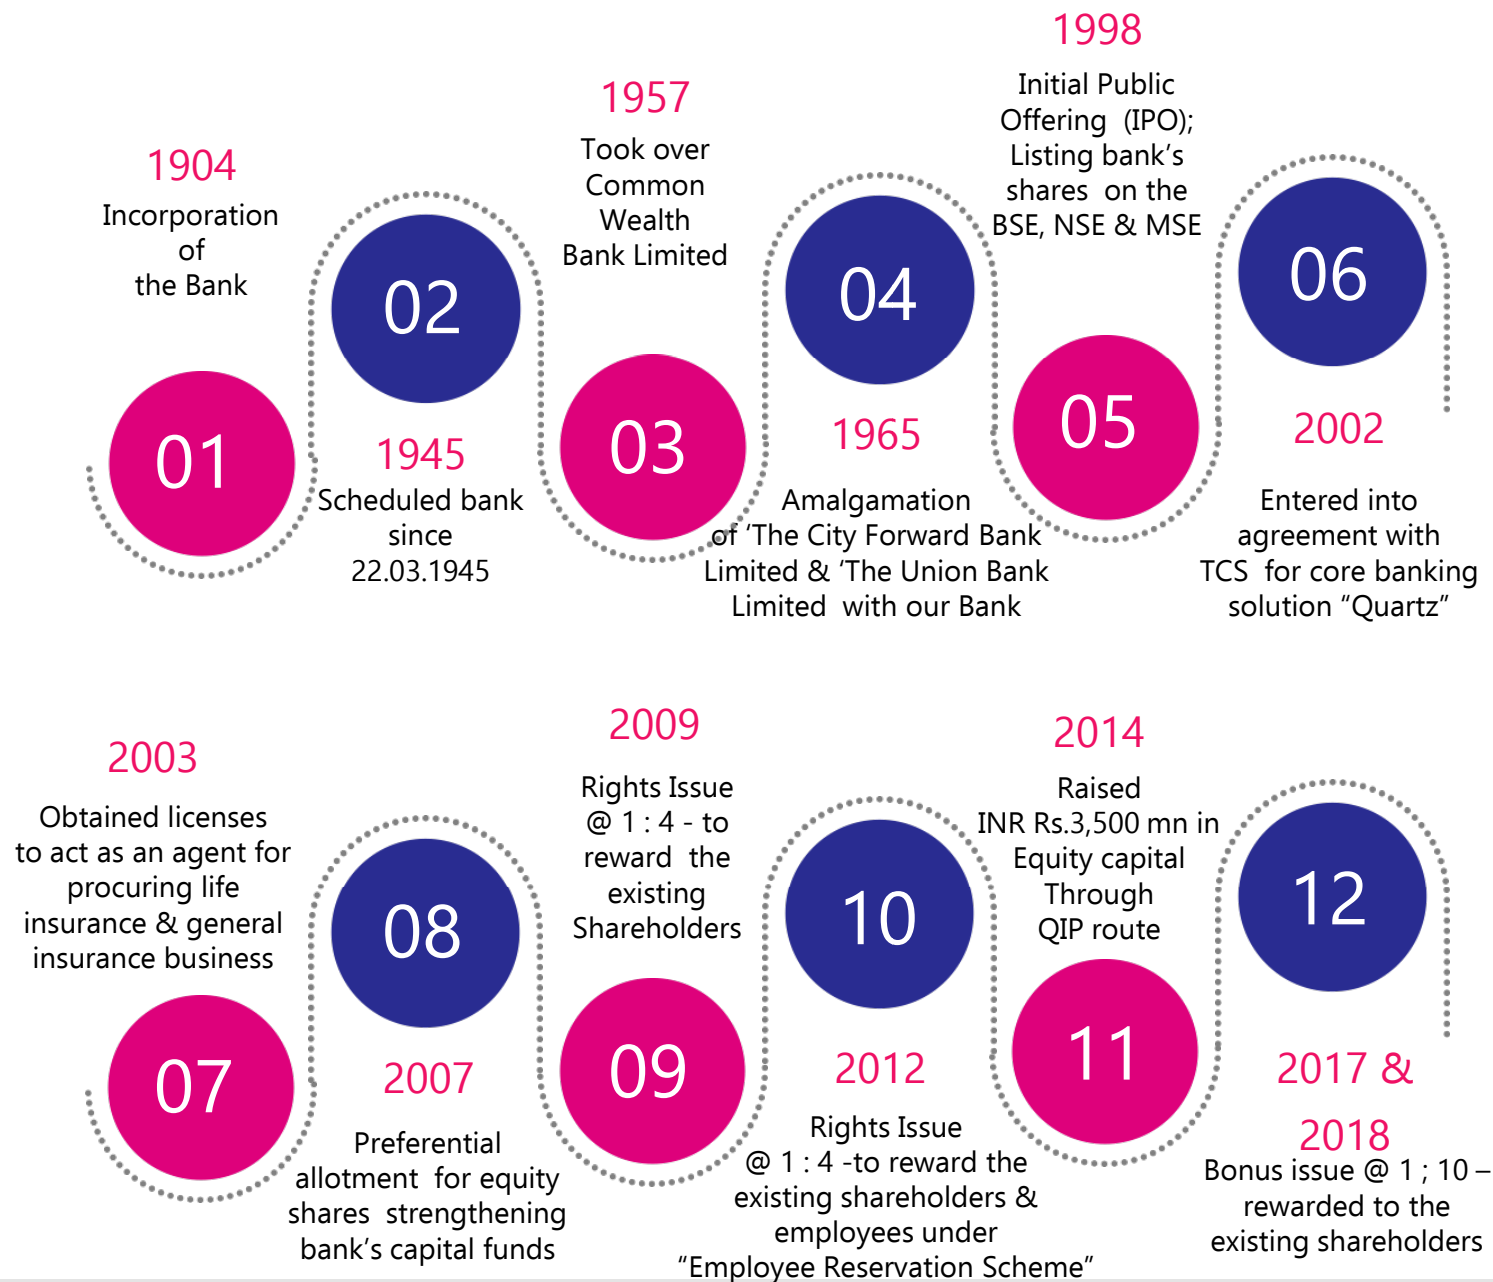 1904
Incorporation
of
the Bank
01
02
1945
Scheduled bank
since
22.03.1945
1957
Took over
Common
Wealth
Bank Limited
03
04
1965
Amalgamation
of ‘The City Forward Bank
Limited & ‘The Union Bank
Limited with our Bank
1998
Initial Public
Offering (IPO);
Listing bank’s
shares on the
BSE, NSE & MSE
05
06
2002
Entered into
agreement with
TCS for core banking
solution “Quartz”
2003
Obtained licenses
to act as an agent for
procuring life
insurance & general
insurance business
07
08
2007
Preferential
allotment for equity
shares strengthening
bank’s capital funds
2009
Rights Issue
@ 1 : 4 - to
reward the
existing
Shareholders
09
10
2012
Rights Issue
@ 1 : 4 -to reward the
existing shareholders &
employees under
“Employee Reservation Scheme”
2014
Raised
INR Rs.3,500 mn in
Equity capital
Through
QIP route
11
12
2017 &
2018
Bonus issue @ 1 ; 10 –
rewarded to the
existing shareholders